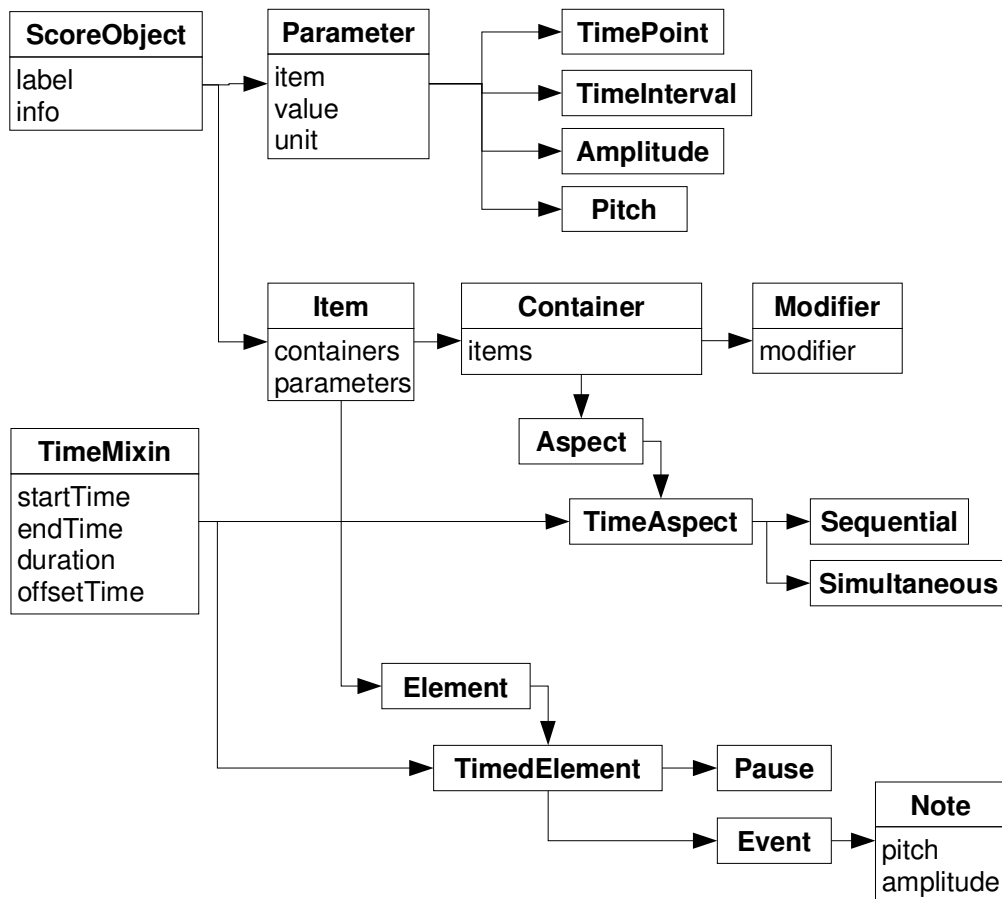 ScoreObject
label
info
Parameter
item
value
unit
TimePoint
TimeInterval
Amplitude
Pitch
Item
containers
parameters
Container
items
Modifier
modifier
Aspect
TimeMixin
startTime
endTime
duration
offsetTime
TimeAspect
Sequential
Simultaneous
Element
TimedElement
Pause
Event
Note
pitch
amplitude